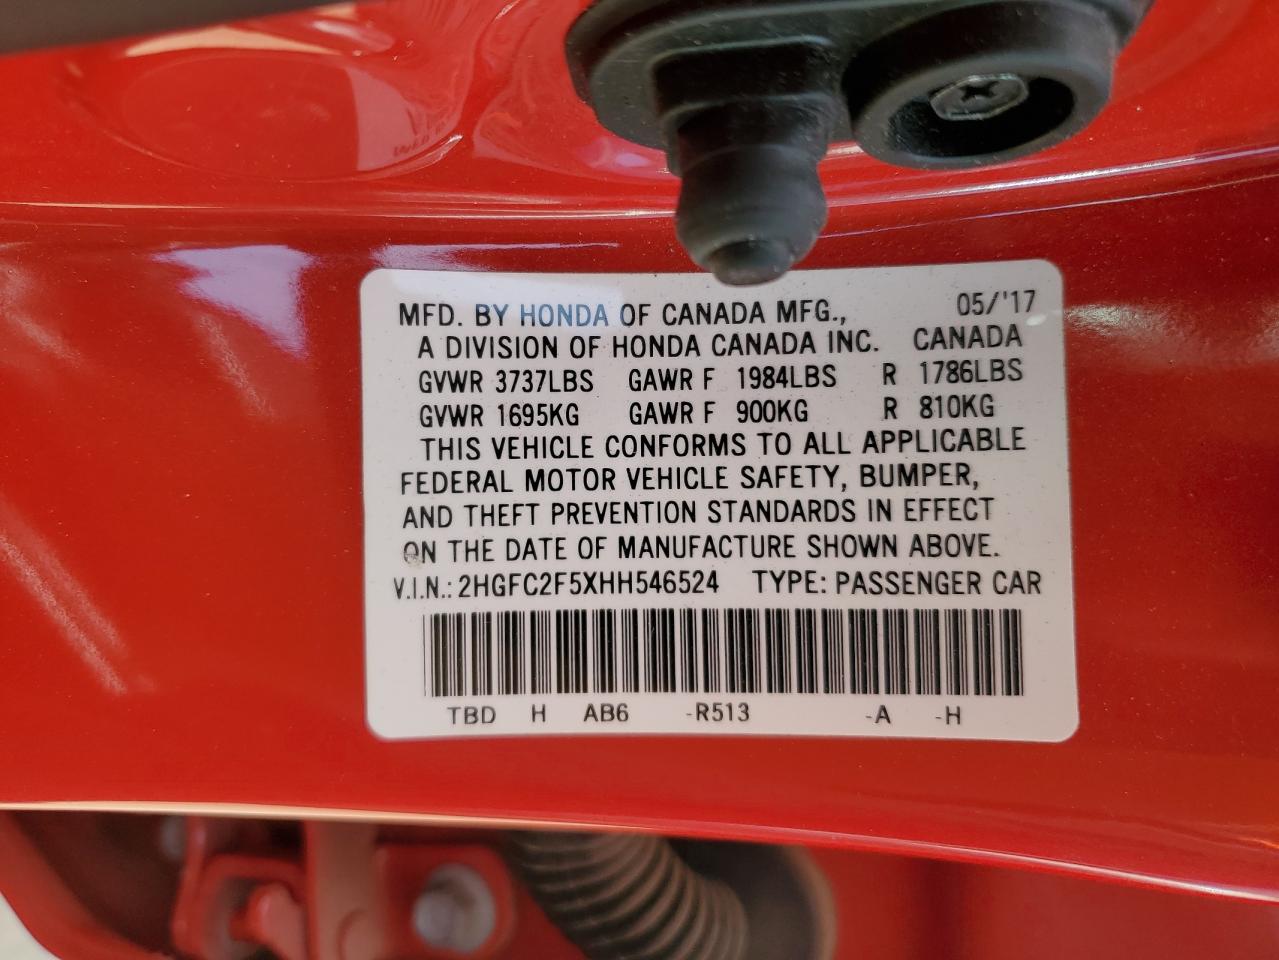 MFD. BY HONDA OF CANADA MFG., 05/'17
A DIVISION OF HONDA CANADA INC. CANADA
GVWR 3737LBS GAWR F 1984LBS R 1786LBS
GVWR 1695KG GAWR F 900KG R 810KG
THIS VEHICLE CONFORMS TO ALL APPLICABLE
FEDERAL MOTOR VEHICLE SAFETY, BUMPER,
AND THEFT PREVENTION STANDARDS IN EFFECT
ON THE DATE OF MANUFACTURE SHOWN ABOVE.
V.I.N.: 2HGFC2F5XHH546524 TYPE: PASSENGER CAR
TBD H AB6 -R513 -A -H